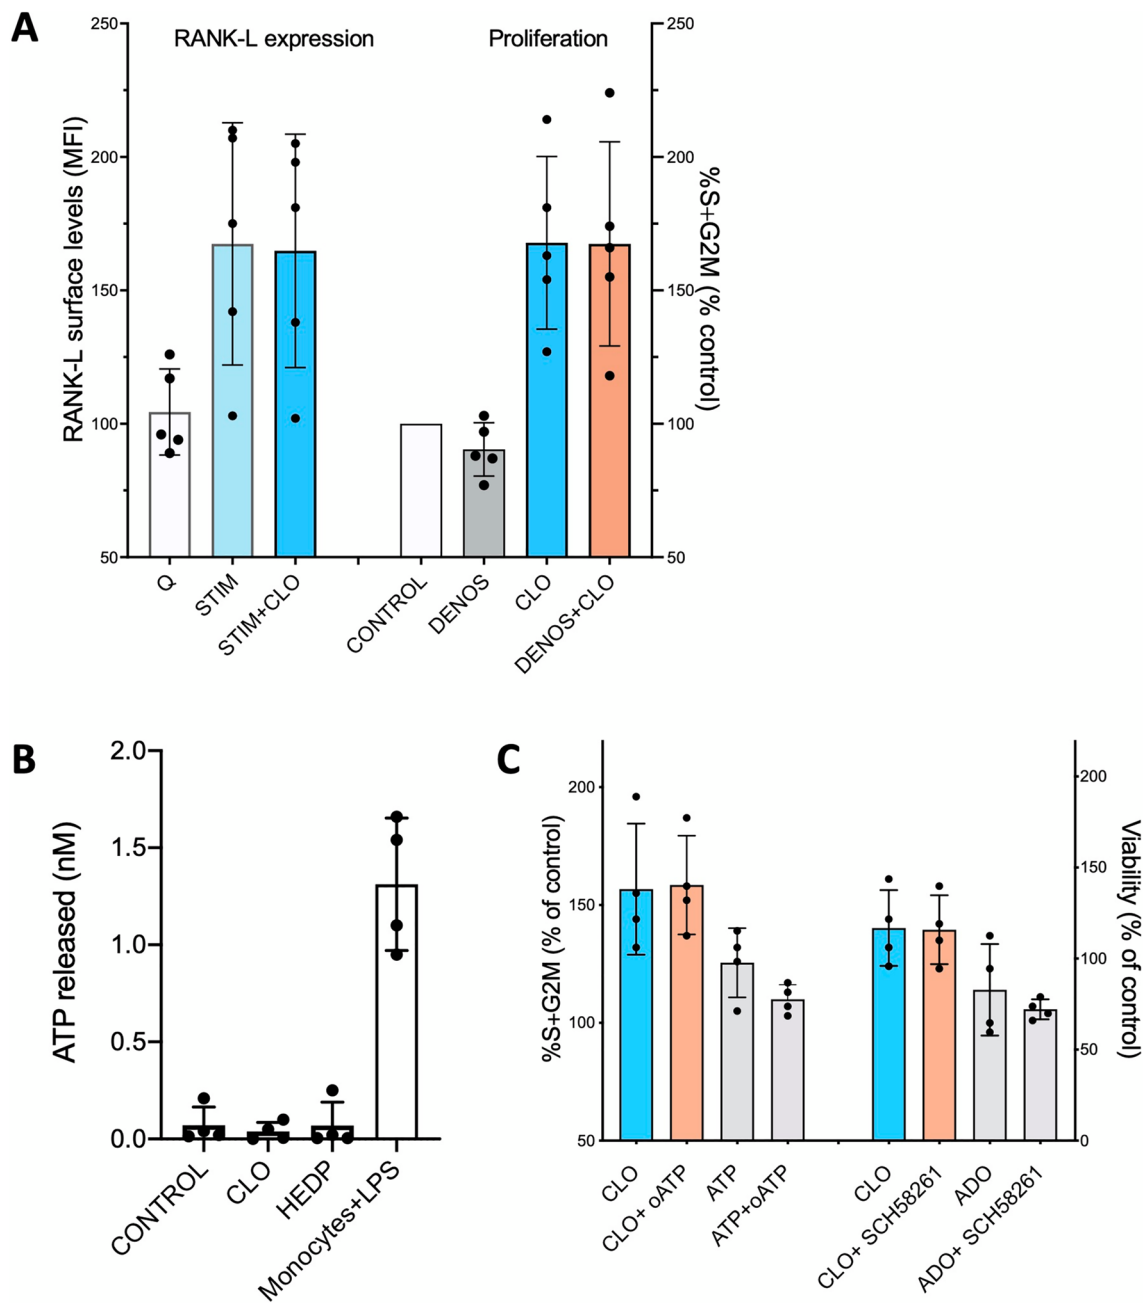 A
RANK-L expression
Proliferation
RANK-L surface levels (MFI)
250
200
150
100
50
250
200
150
100
50
%S+G2M (% control)
Q
STIM
STIM+CLO
CONTROL
DENOS
CLO
DENOS+CLO
B
ATP released (nM)
2.0
1.5
1.0
0.5
0.0
CONTROL
CLO
HEDP
Monocytes+LPS
C
%S+G2M (% of control)
200
150
100
50
200
150
100
50
0
Viability (% of control)
CLO
CLO+ oATP
ATP
ATP+oATP
CLO
CLO+ SCH58261
ADO
ADO+ SCH58261